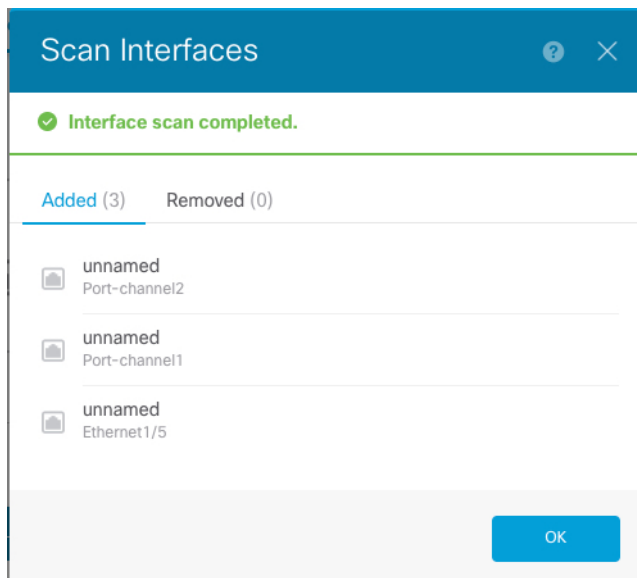 Scan Interfaces
?
Interface scan completed.
Added (3) Removed (0)
unnamed
Port-channel2
unnamed
Port-channel1
unnamed
Ethernet1/5
OK